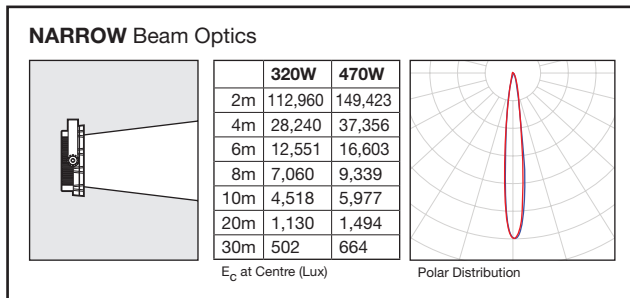 NARROW Beam Optics
320W 470W
2m 112,960 149,423
4m 28,240 37,356
6m 12,551 16,603
8m 7,060 9,339
10m 4,518 5,977
20m 1,130 1,494
30m 502 664
EC at Centre (Lux)
Polar Distribution